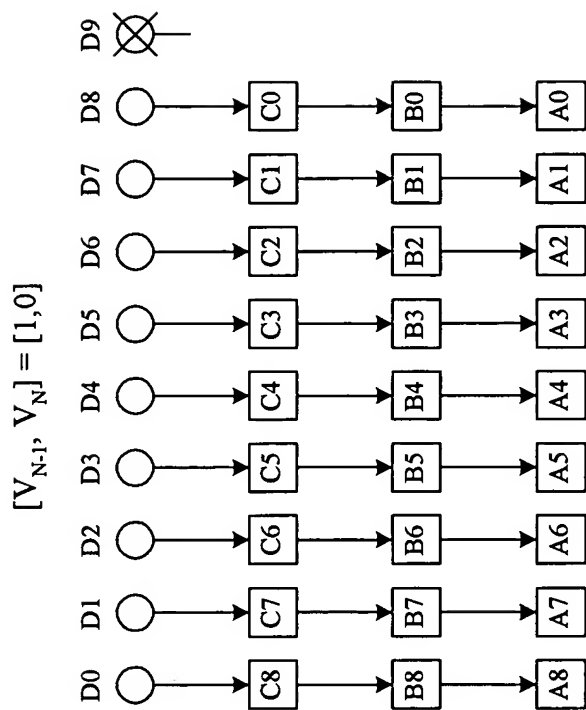 [V_{N-1}, V_N] = [1,0]
D0 D1 D2 D3 D4 D5 D6 D7 D8 D9
C8 C7 C6 C5 C4 C3 C2 C1 C0
B8 B7 B6 B5 B4 B3 B2 B1 B0
A8 A7 A6 A5 A4 A3 A2 A1 A0